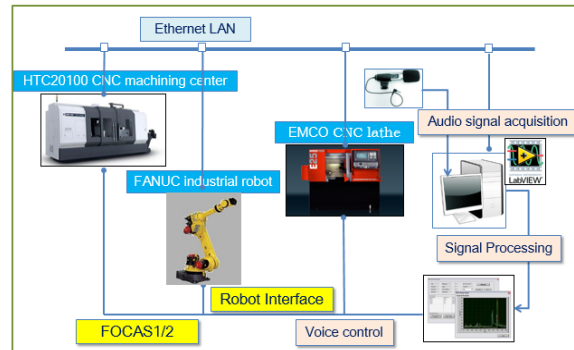 Ethernet LAN
HTC20100 CNC machining center
EMCO CNC lathe
Audio signal acquisition
E25
LabVIEW
FANUC industrial robot
Signal Processing
Robot Interface
FOCAS1/2
Voice control